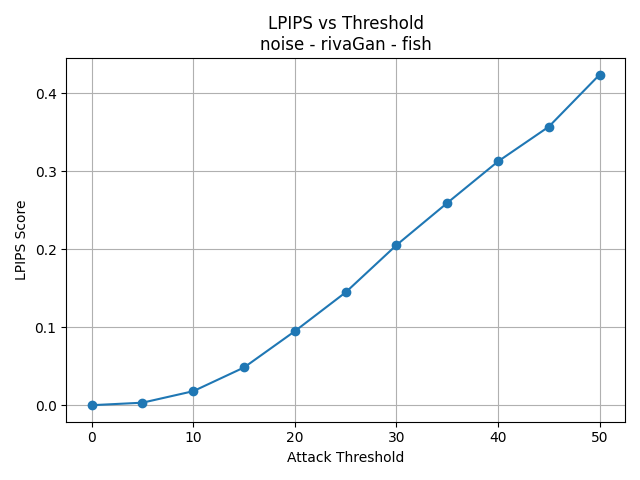 LPIPS vs Threshold
noise - rivaGan - fish
LPIPS Score
0.4
0.3
0.2
0.1
0.0
0 10 20 30 40 50
Attack Threshold